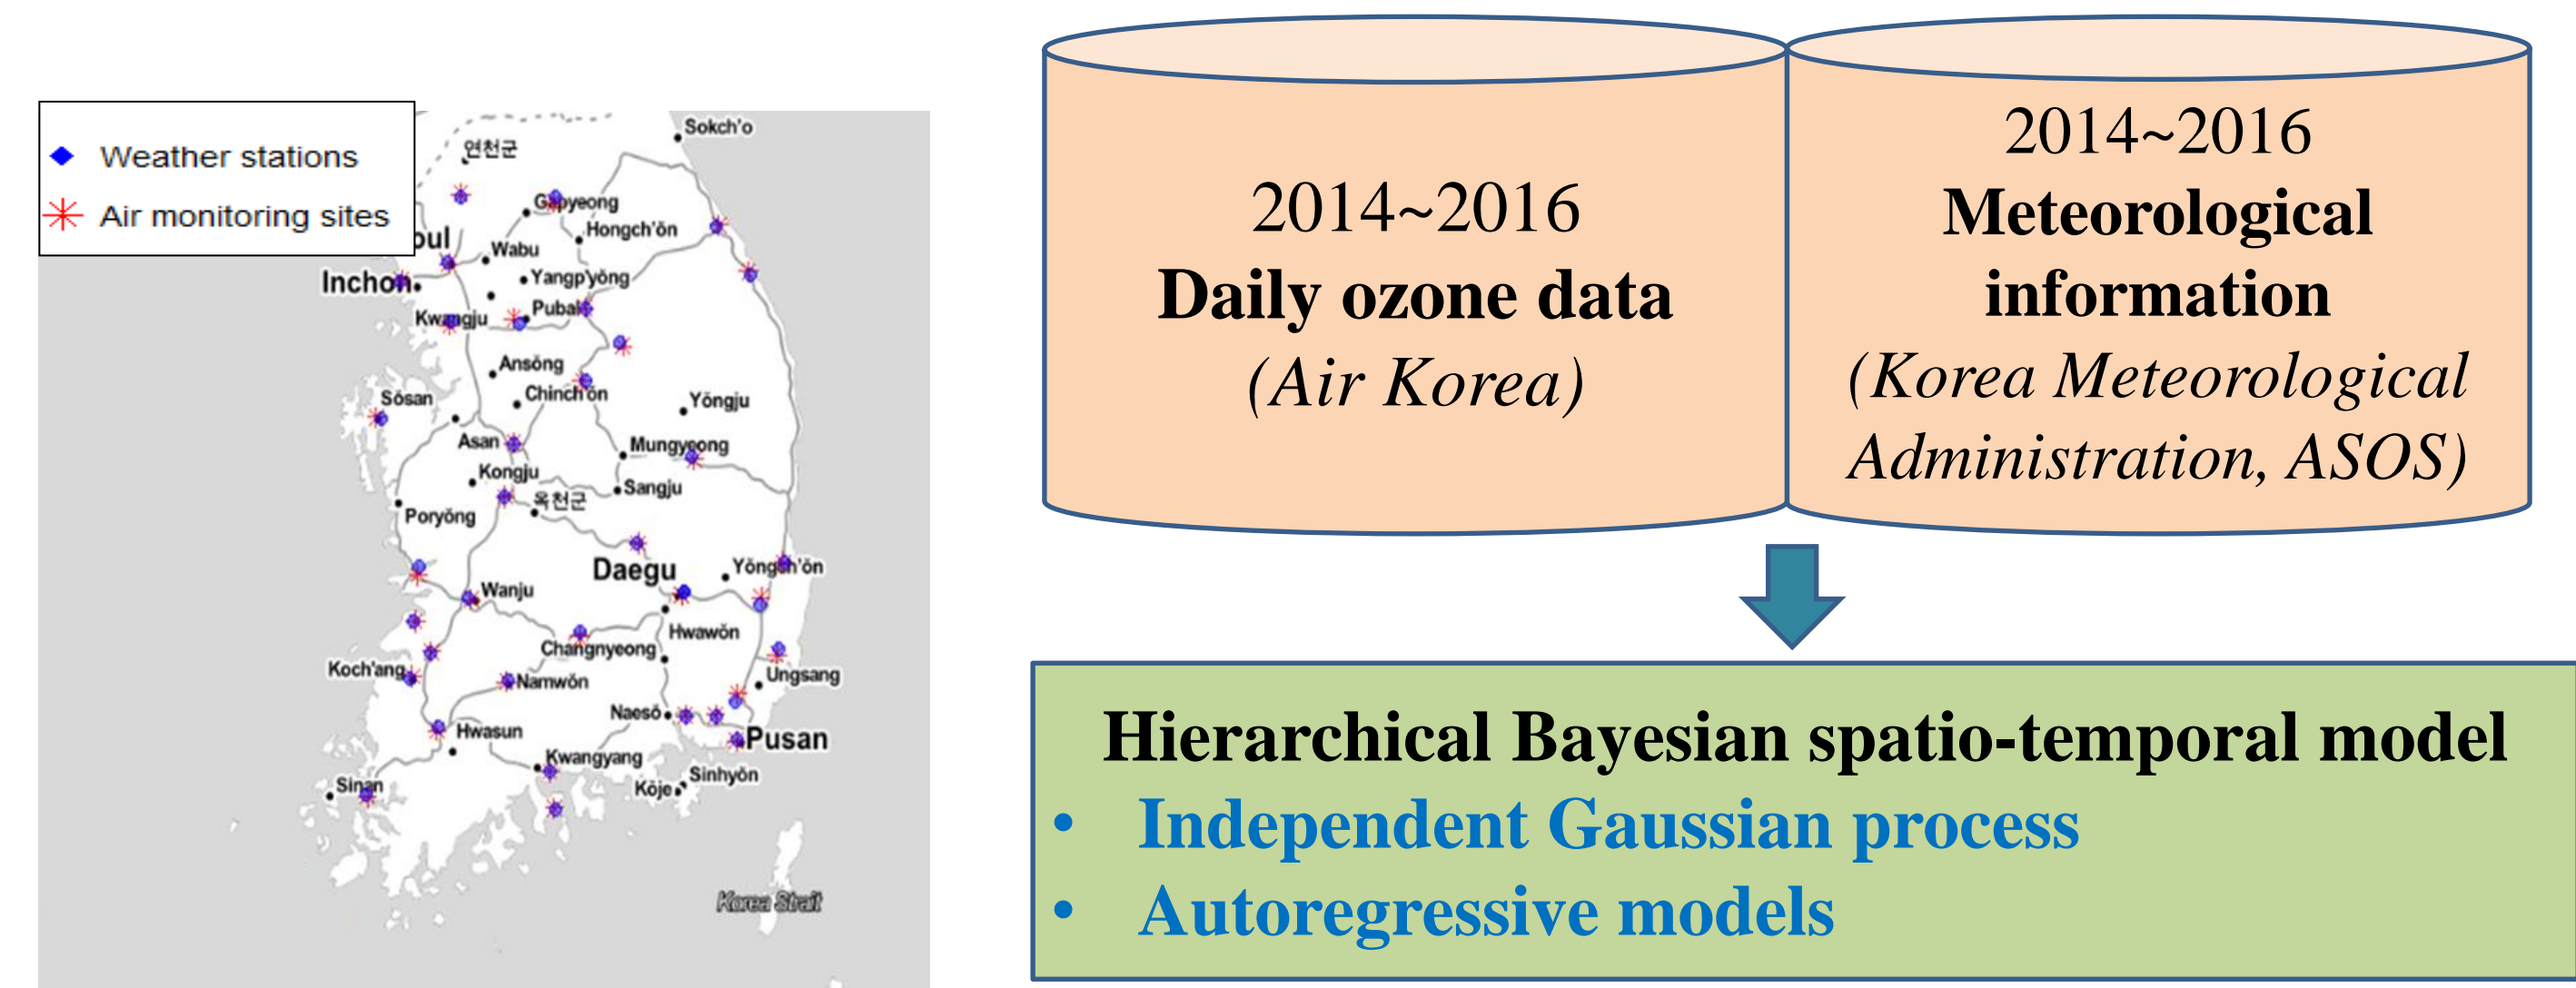 Weather stations
Air monitoring sites
Sokch'o
연천군
Gapyeong
Hongch'ŏn
oul
Wabu
Inchon
Yangp'yŏng
Kwangju
Pubal
Ansŏng
Chinch'ŏn
Sŏsan
Yŏngju
Asan
Mungyeong
Kongju
Sangju
옥천군
Poryŏng
Daegu
Yŏngch'ŏn
Wanju
Hwawŏn
Changnyeong
Koch'ang
Namwŏn
Ungsang
Naesŏ
Hwasun
Pusan
Kwangyang
Sinhyŏn
Sinan
Kŏje
Korea Strait
2014~2016
Daily ozone data
(Air Korea)
2014~2016
Meteorological
information
(Korea Meteorological
Administration, ASOS)
Hierarchical Bayesian spatio-temporal model
• Independent Gaussian process
• Autoregressive models